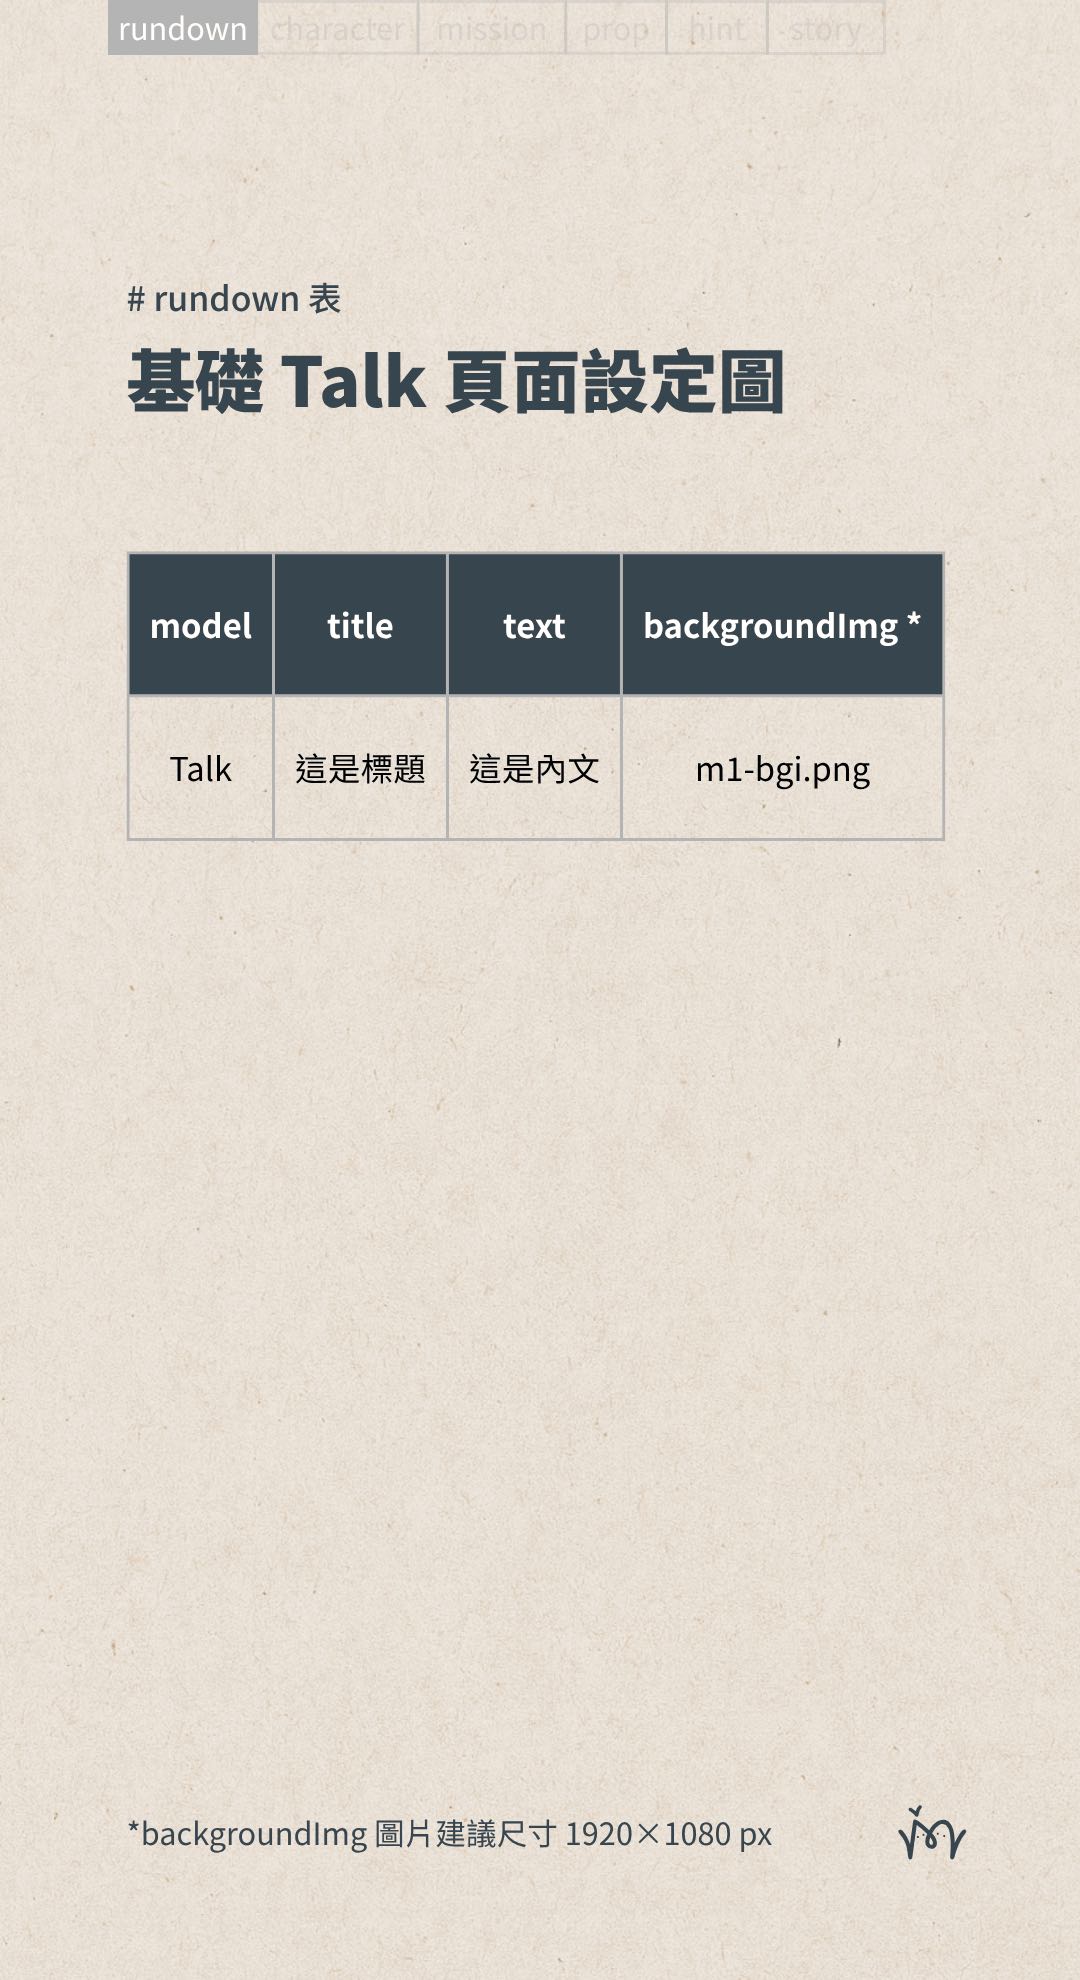 rundown character mission prop hint story
# rundown 表
基礎 Talk 頁面設定圖
model title text backgroundImg *
Talk 這是標題 這是內文 m1-bgi.png
*backgroundImg 圖片建議尺寸 1920×1080 px